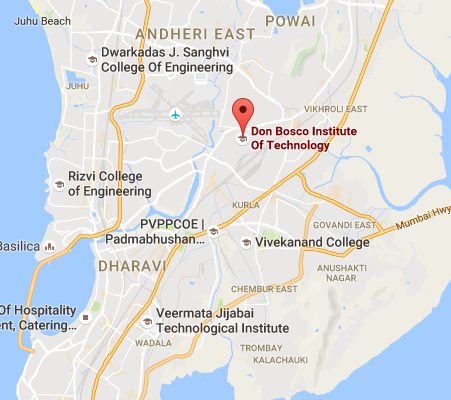 Juhu Beach
POWAI
ANDHERI EAST
Dwarkadas J. Sanghvi
College Of Engineering
JUHU
VIKHROLI EAST
Don Bosco Institute
Of Technology
Rizvi College
of Engineering
KURLA
PVPPCOE |
Padmabhushan...
GOVANDI EAST
Mumbai Hwy
Basilica
Vivekanand College
DHARAVI
ANUSHAKTI
NAGAR
CHEMBUR EAST
Of Hospitality
ent, Catering...
Veermata Jijabai
Technological Institute
WADALA
TROMBAY
KALACHAUKI